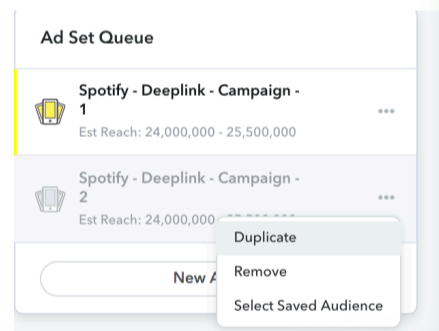 Ad Set Queue
Spotify - Deeplink - Campaign -
1
Est Reach: 24,000,000 - 25,500,000
Spotify - Deeplink - Campaign -
2
Est Reach: 24,000,000
Duplicate
New A
Remove
Select Saved Audience